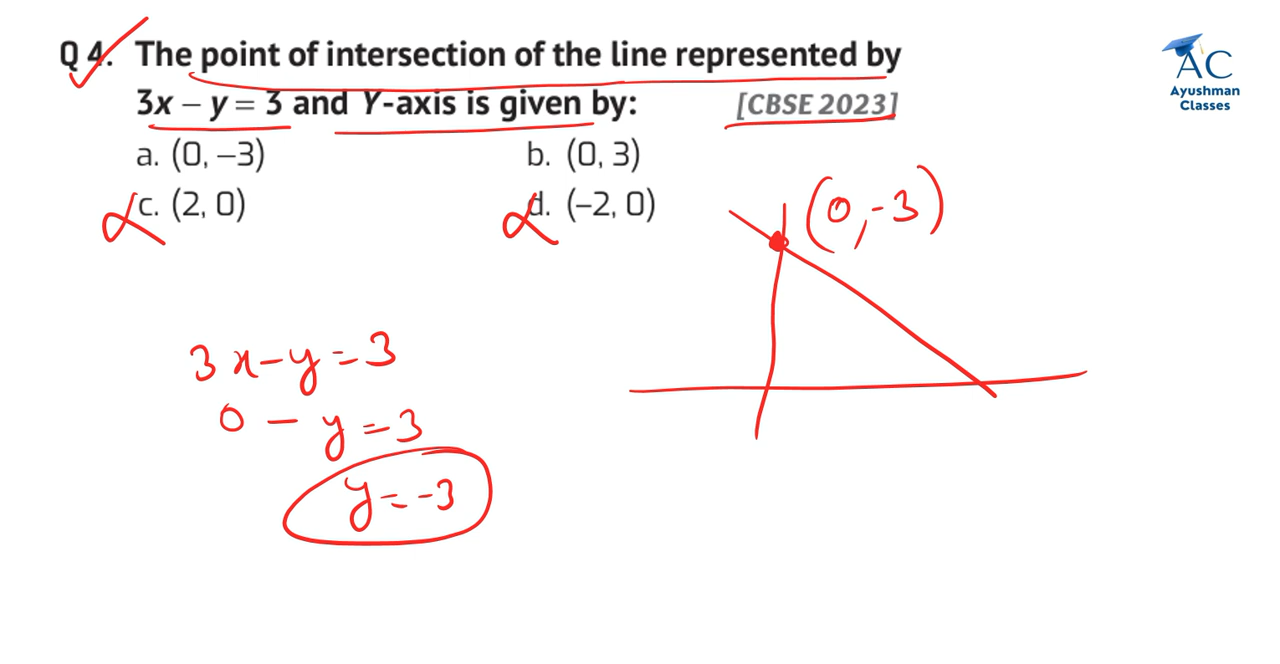 Q 4. The point of intersection of the line represented by
3x – y = 3 and Y-axis is given by: [CBSE 2023]
a. (0, –3) b. (0, 3)
c. (2, 0) d. (–2, 0)
AC
Ayushman
Classes
(0,-3)
3x-y=3
0 - y=3
y=-3